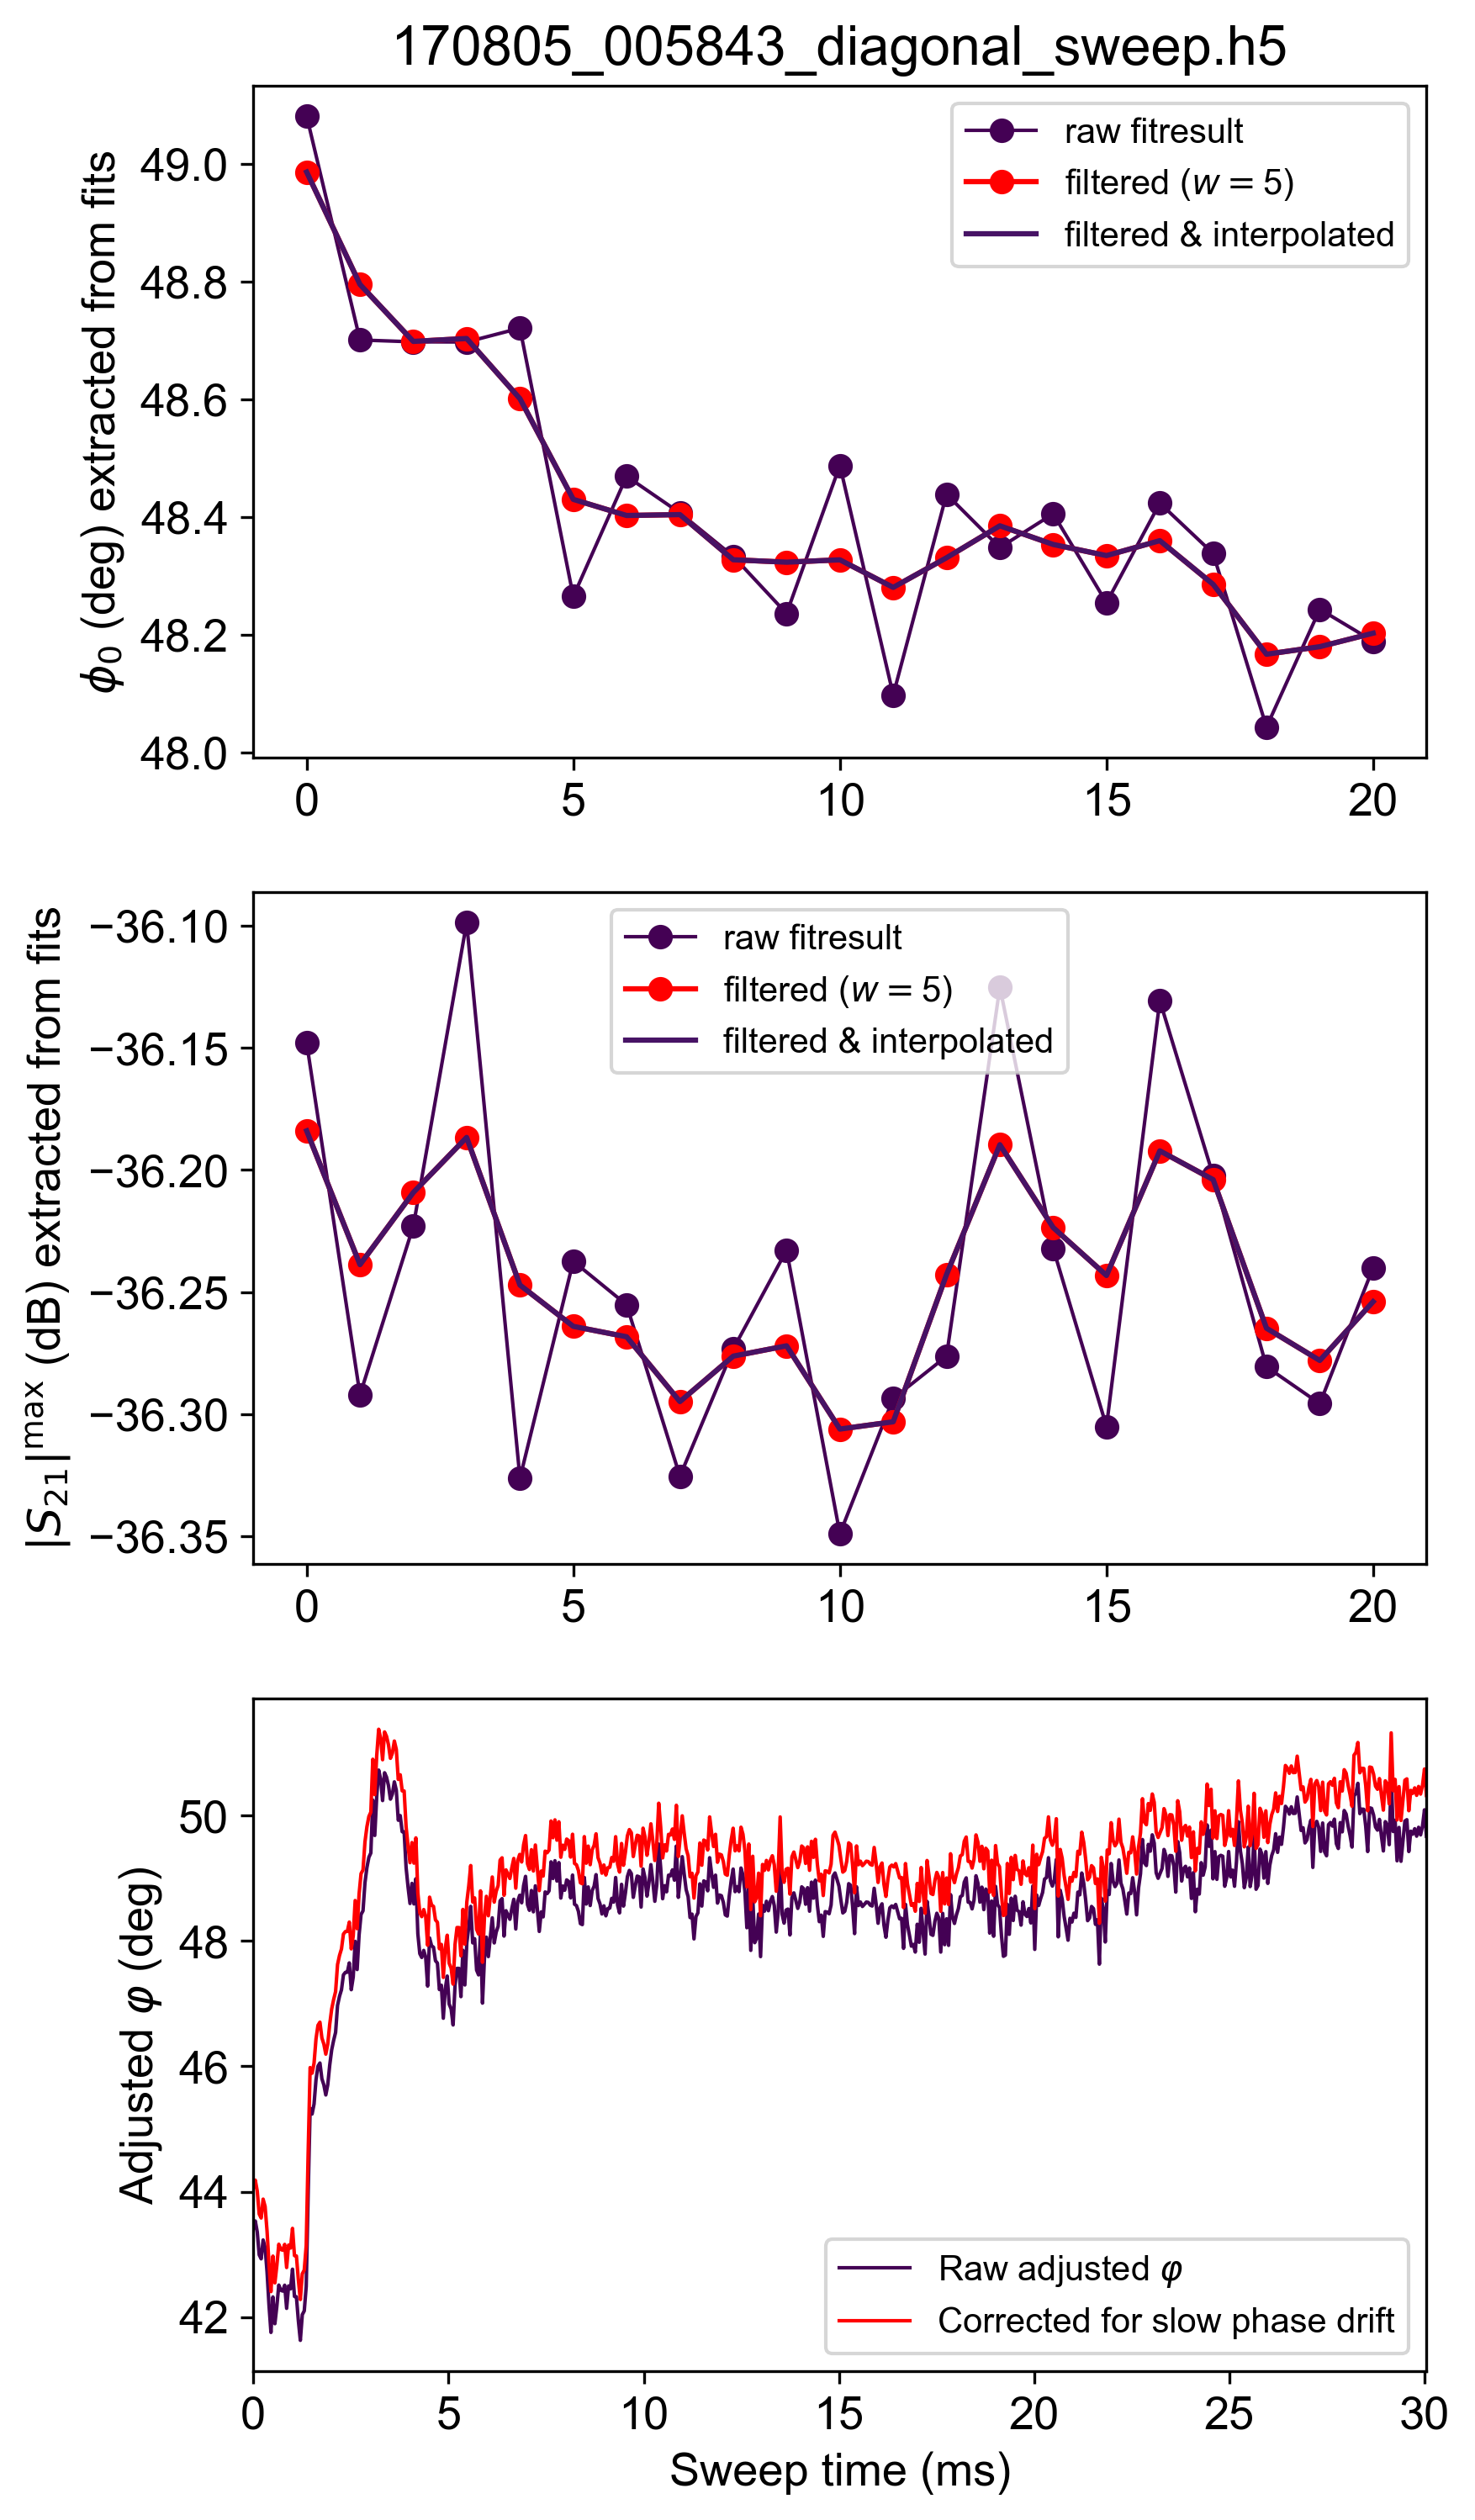 170805_005843_diagonal_sweep.h5
ϕ₀ (deg) extracted from fits
49.0
48.8
48.6
48.4
48.2
48.0
raw fitresult
filtered (w = 5)
filtered & interpolated
0 5 10 15 20
|S₂₁|ᵐᵃˣ (dB) extracted from fits
−36.10
−36.15
−36.20
−36.25
−36.30
−36.35
raw fitresult
filtered (w = 5)
filtered & interpolated
0 5 10 15 20
Adjusted φ (deg)
50
48
46
44
42
Raw adjusted φ
Corrected for slow phase drift
0 5 10 15 20 25 30
Sweep time (ms)